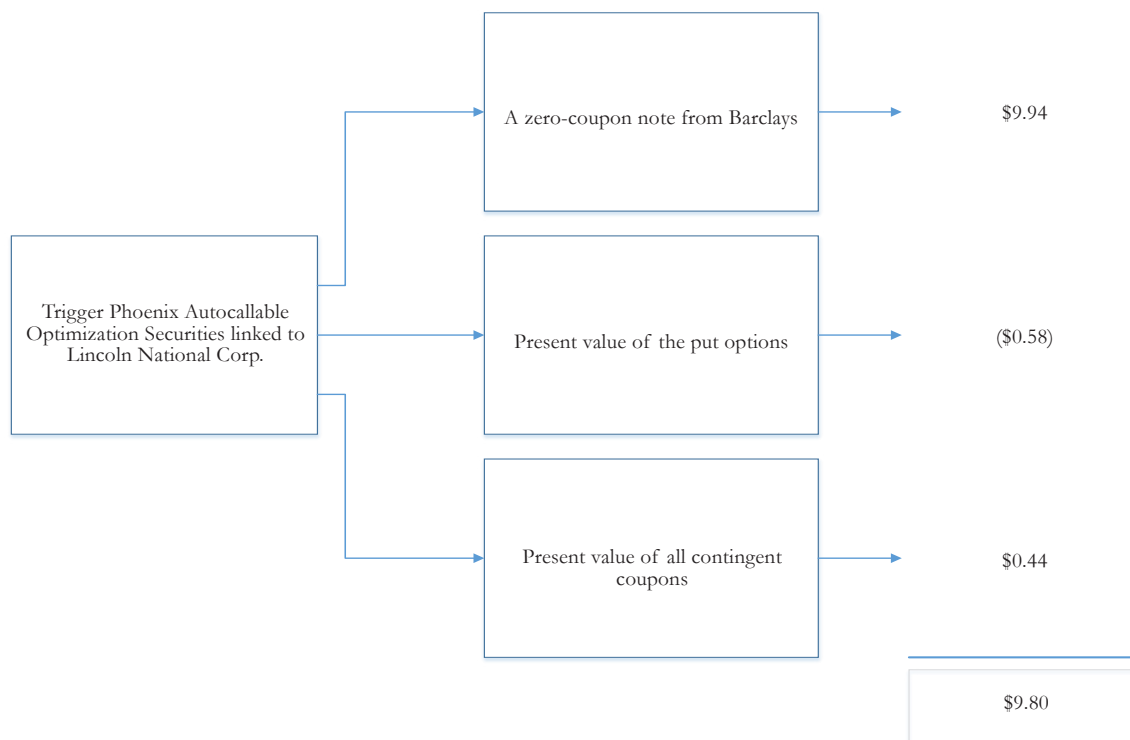 A zero-coupon note from Barclays
$9.94
Trigger Phoenix Autocallable
Optimization Securities linked to
Lincoln National Corp.
Present value of the put options
($0.58)
Present value of all contingent
coupons
$0.44
$9.80